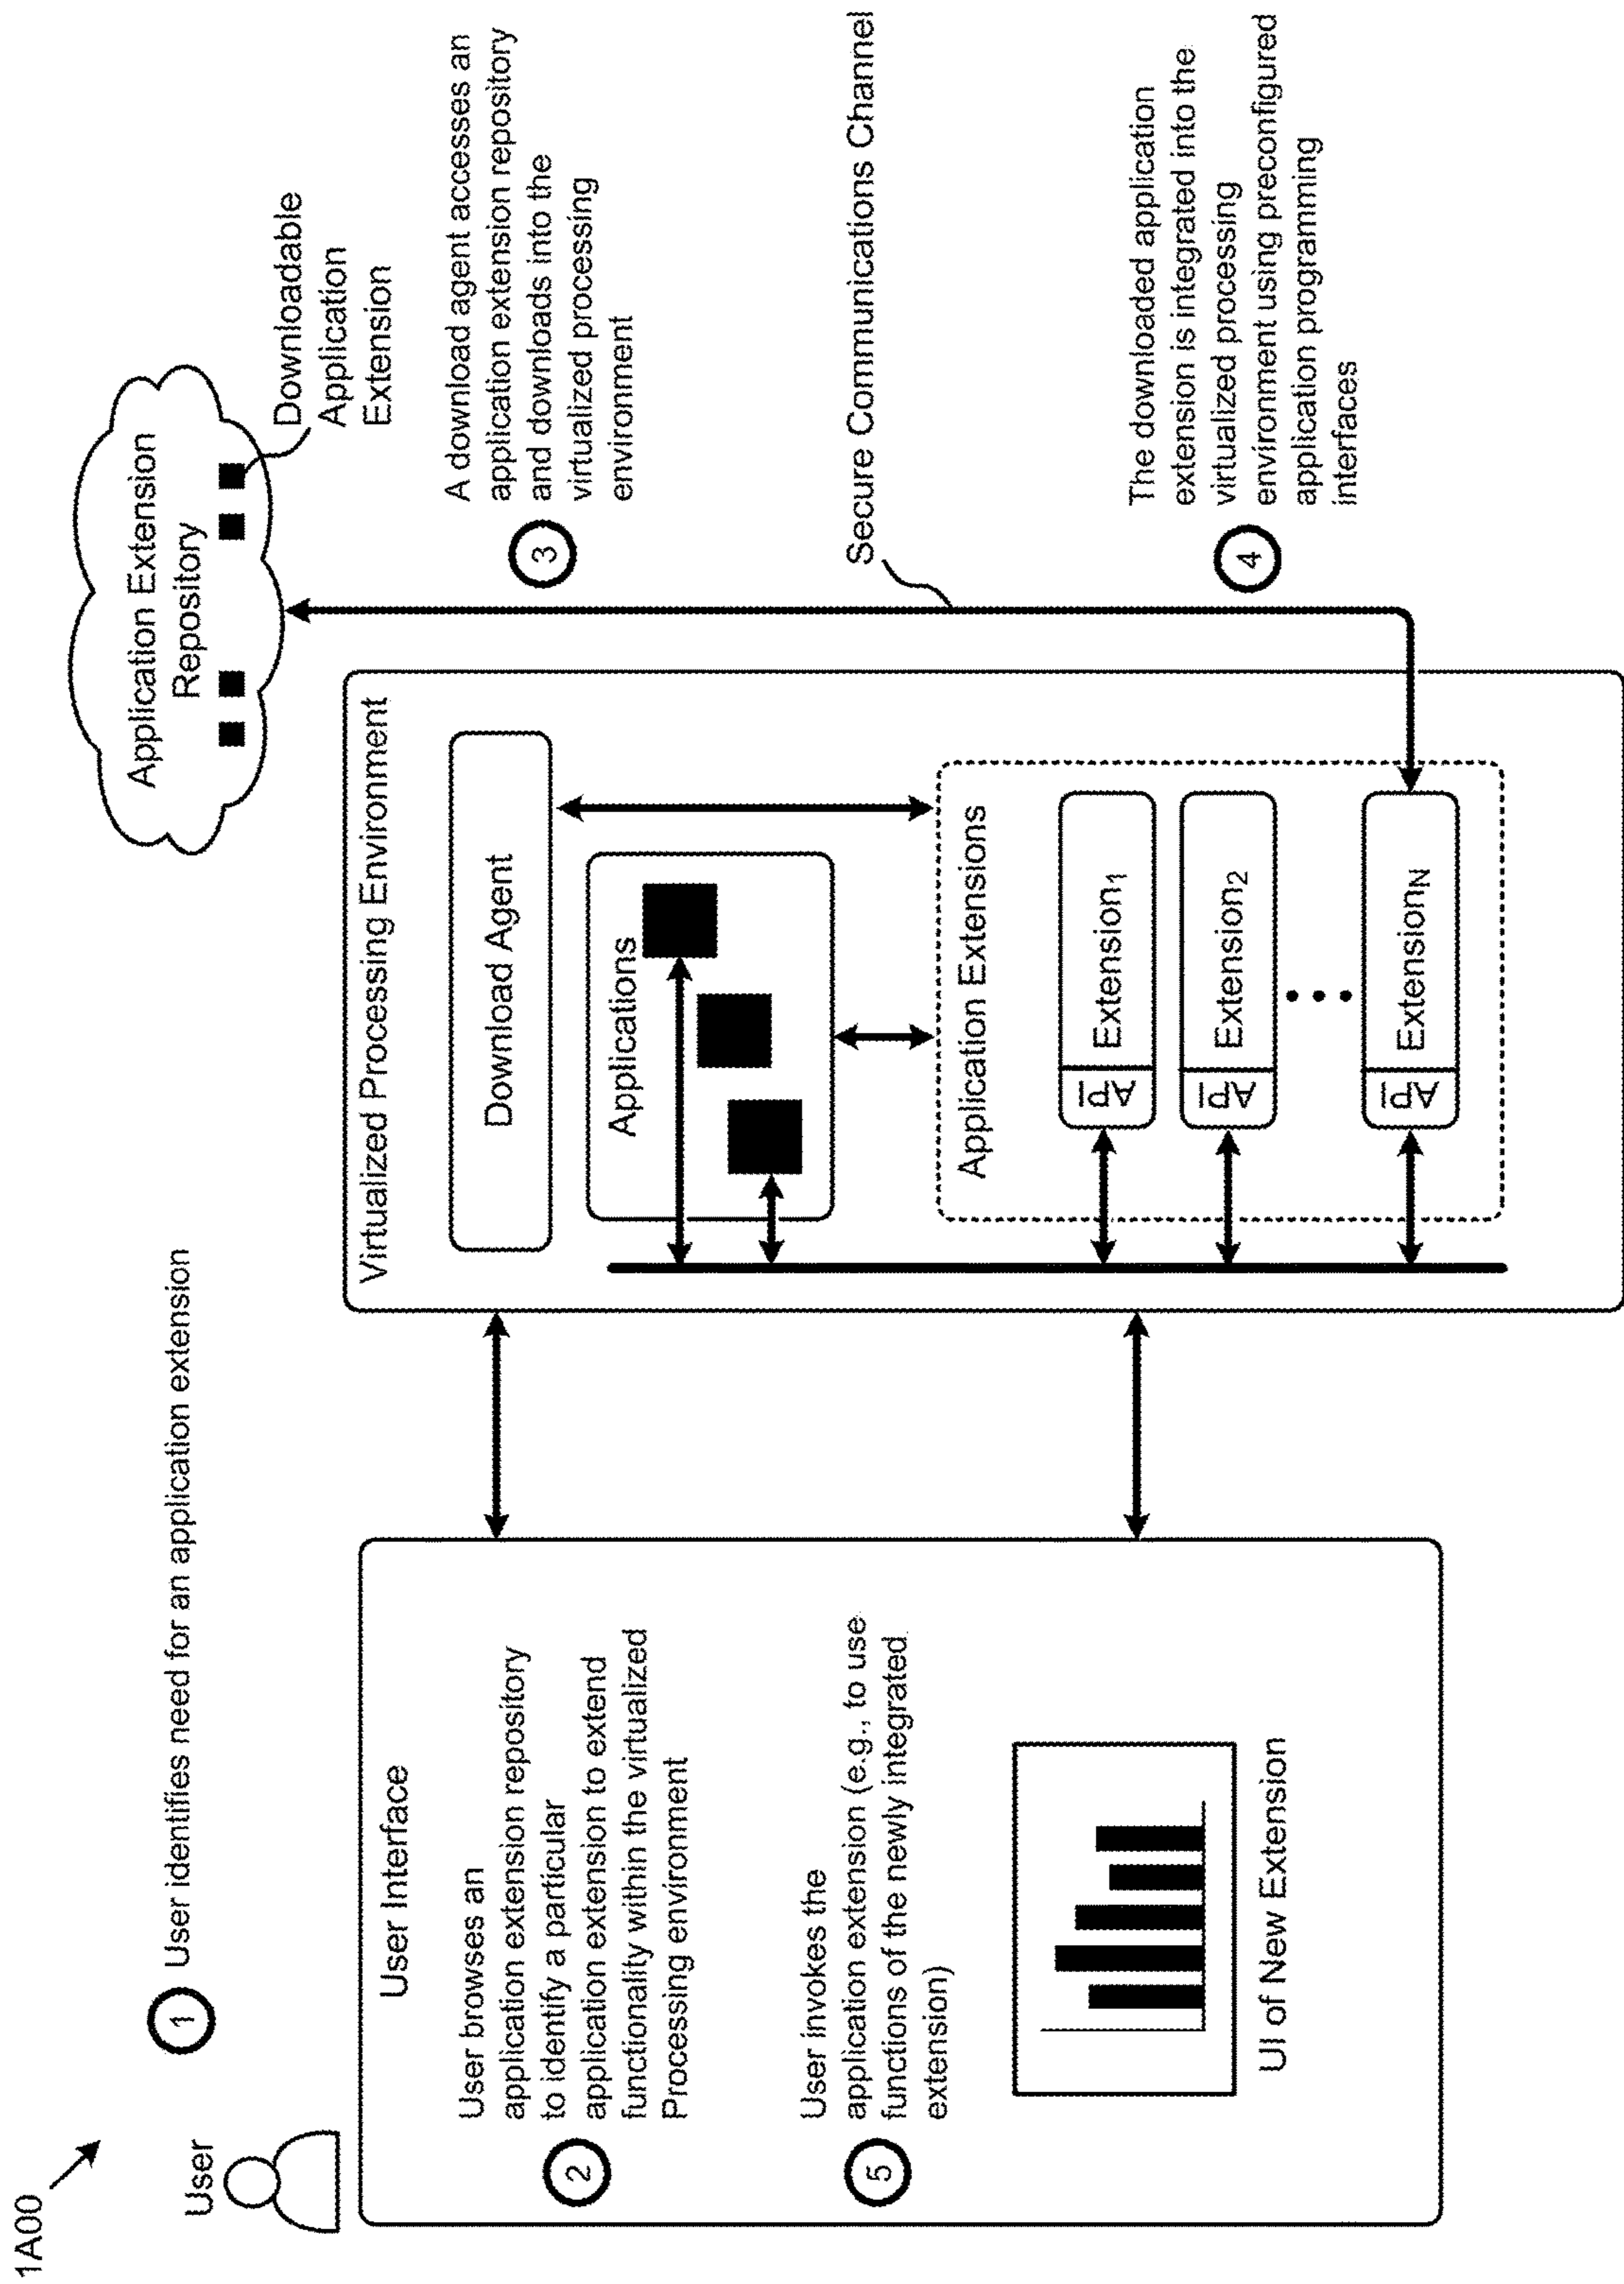 1A00
User
1
User identifies need for an application extension
User Interface
2
User browses an
application extension repository
to identify a particular
application extension to extend
functionality within the virtualized
Processing environment
5
User invokes the
application extension (e.g., to use
functions of the newly integrated
extension)
UI of New Extension
Virtualized Processing Environment
Download Agent
Applications
Application Extensions
API
Extension1
API
Extension2
API
ExtensionN
Application Extension
Repository
Downloadable
Application
Extension
3
A download agent accesses an
application extension repository
and downloads into the
virtualized processing
environment
Secure Communications Channel
4
The downloaded application
extension is integrated into the
virtualized processing
environment using preconfigured
application programming
interfaces